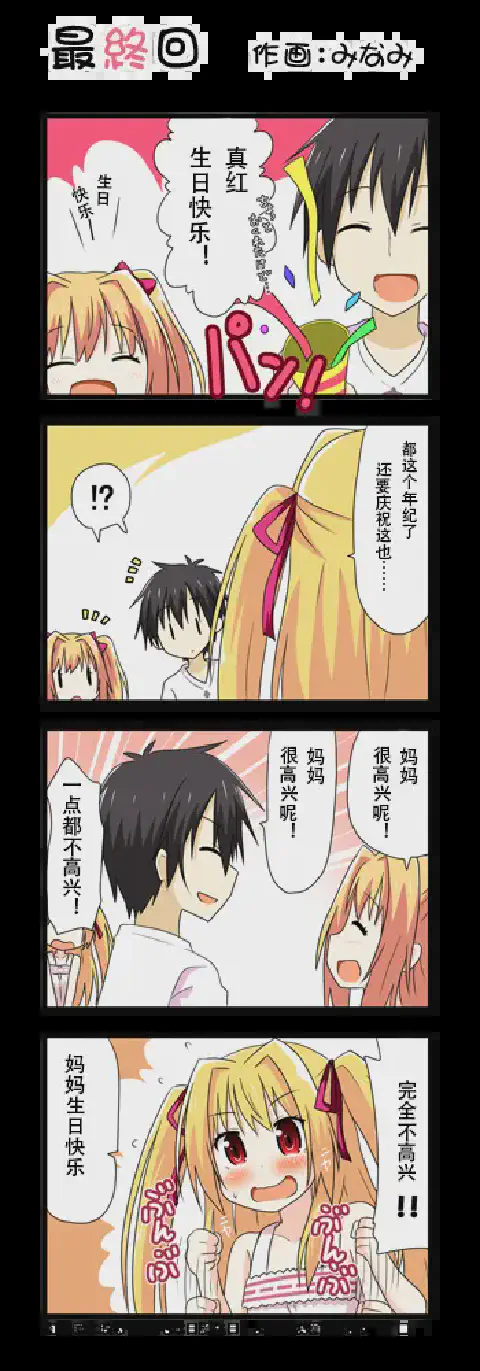 最終回
作画:みなみ
真红
生日快乐!
生日
快乐!
パン!
都这个年纪了
还要庆祝这也……
!?
妈妈
很高兴呢!
妈妈
很高兴呢!
一点都不高兴!
完全不高兴
!!
ぶんぶ
ぶんぶ
妈妈生日快乐